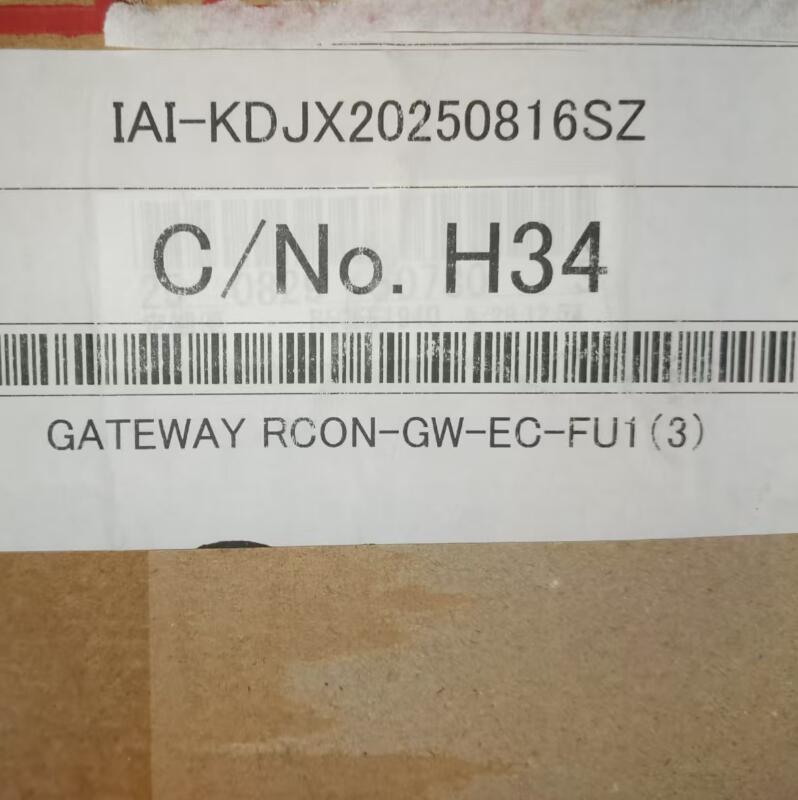 IAI-KDJX20250816SZ
C/No. H34
GATEWAY RCON-GW-EC-FU1(3)